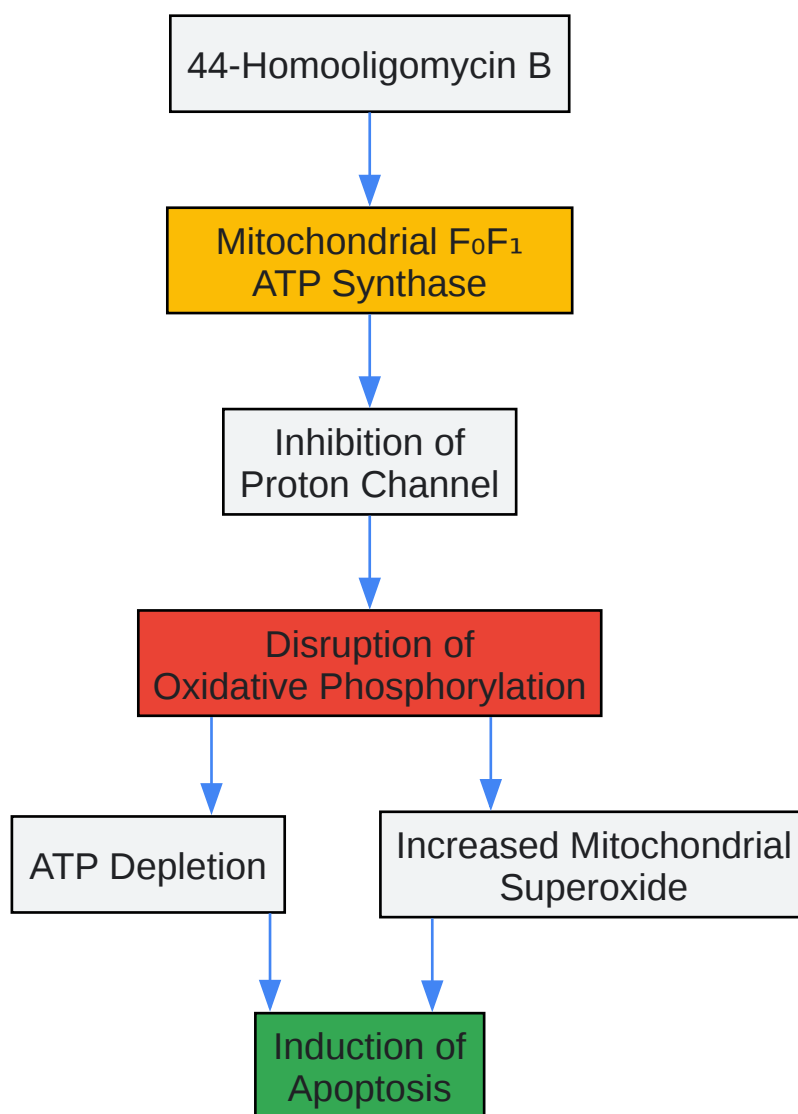 44-Homooligomycin B
Mitochondrial F₀F₁
ATP Synthase
Inhibition of
Proton Channel
Disruption of
Oxidative Phosphorylation
ATP Depletion
Increased Mitochondrial
Superoxide
Induction of
Apoptosis